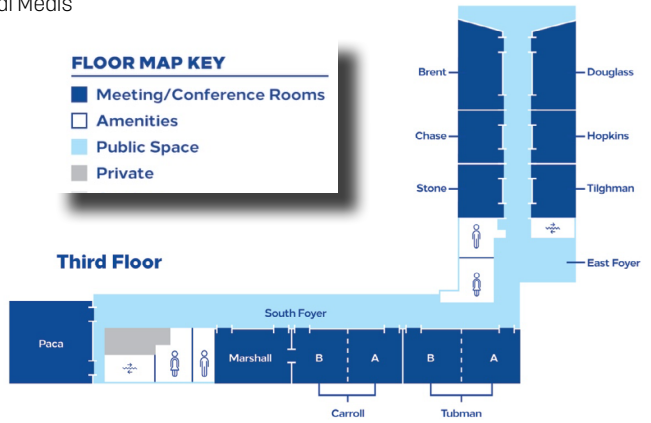 FLOOR MAP KEY
Meeting/Conference Rooms
Amenities
Public Space
Private
Brent
Douglass
Chase
Hopkins
Stone
Tilghman
Third Floor
East Foyer
South Foyer
Paca
Marshall
B
A
B
A
Carroll
Tubman